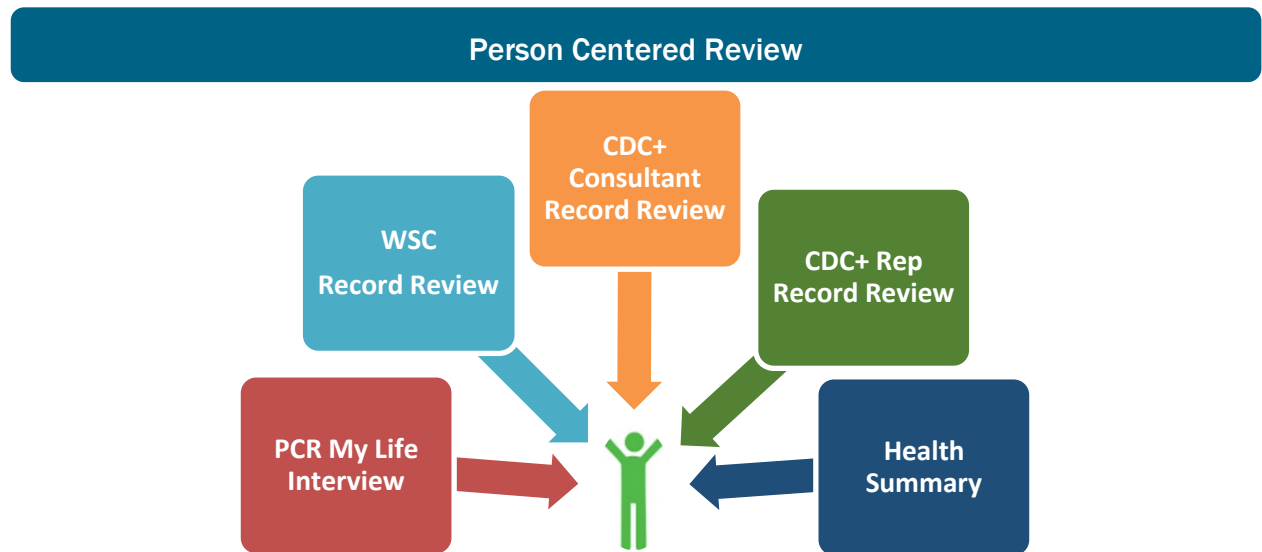 Person Centered Review
CDC+
Consultant
Record Review
WSC
Record Review
CDC+ Rep
Record Review
PCR My Life
Interview
Health
Summary